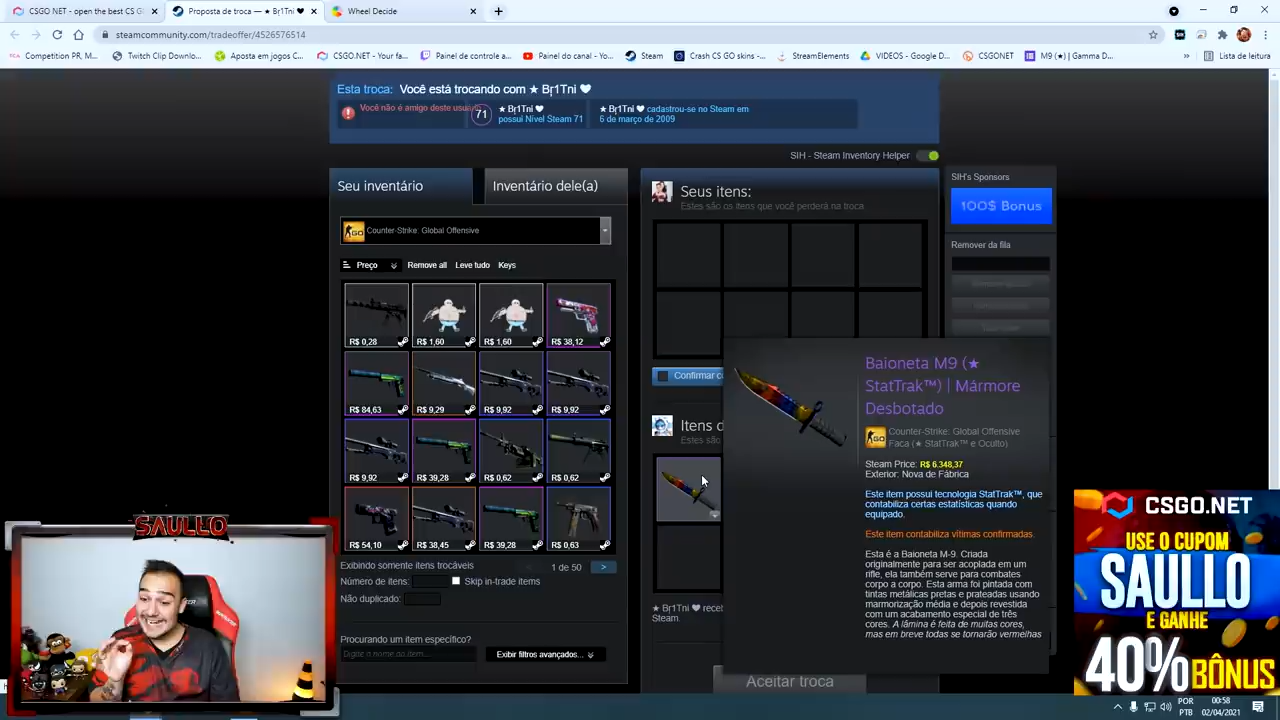 CSGO NET - open the best CS G
Proposta de troca — ★ Bŗ1Tni
Wheel Decide
steamcommunity.com/tradeoffer/4526576514
Competition PR, M...
Twitch Clip Downlo...
Aposta em jogos C...
CSGO.NET - Your fa...
Painel de controle a...
Painel do canal - Yo...
Steam
Crash CS GO skins -...
StreamElements
VIDEOS - Google D...
CSGONET
M9 (★) | Gamma D...
Lista de leitura
Esta troca: Você está trocando com ★ Bŗ1Tni ❤
Você não é amigo deste usuá
71
★ Bŗ1Tni ❤
possui Nível Steam 71
★ Bŗ1Tni ❤ cadastrou-se no Steam em
6 de março de 2009
SIH - Steam Inventory Helper
Seu inventário
Inventário dele(a)
Counter-Strike: Global Offensive
Preço
Remove all
Leve tudo
Keys
R$ 0,28
R$ 1,60
R$ 1,60
R$ 38,12
R$ 84,63
R$ 9,29
R$ 9,92
R$ 9,92
R$ 9,92
R$ 39,28
R$ 0,62
R$ 0,62
R$ 54,10
R$ 38,45
R$ 39,28
R$ 0,63
Exibindo somente itens trocáveis
1 de 50
>
Número de itens:
Skip in-trade items
Não duplicado:
Procurando um item específico?
Digite o nome do item...
Exibir filtros avançados...
Seus itens:
Estes são os itens que você perderá na troca.
Confirmar c
Itens d
Estes são
★ Bŗ1Tni ❤ rece
Steam.
Aceitar troca
SIH's Sponsors
100$ Bonus
Remover da fila
Baioneta M9 (★
StatTrak™) | Mármore
Desbotado
Counter-Strike: Global Offensive
Faca (★ StatTrak™ e Oculto)
Steam Price: R$ 6.348,37
Exterior: Nova de Fábrica
Este item possui tecnologia StatTrak™, que
contabiliza certas estatísticas quando
equipado.
Este item contabiliza vítimas confirmadas.
Esta é a Baioneta M-9. Criada
originalmente para ser acoplada em um
rifle, ela também serve para combates
corpo a corpo. Esta arma foi pintada com
tintas metálicas pretas e prateadas usando
marmorização média e depois revestida
com um acabamento especial de três
cores. A lâmina é feita de muitas cores,
mas em breve todas se tornarão vermelhas
SAULLO
CSGO.NET
USE O CUPOM
SAULLO
E GANHE
40% BÔNUS
POR
PTB
00:58
02/04/2021